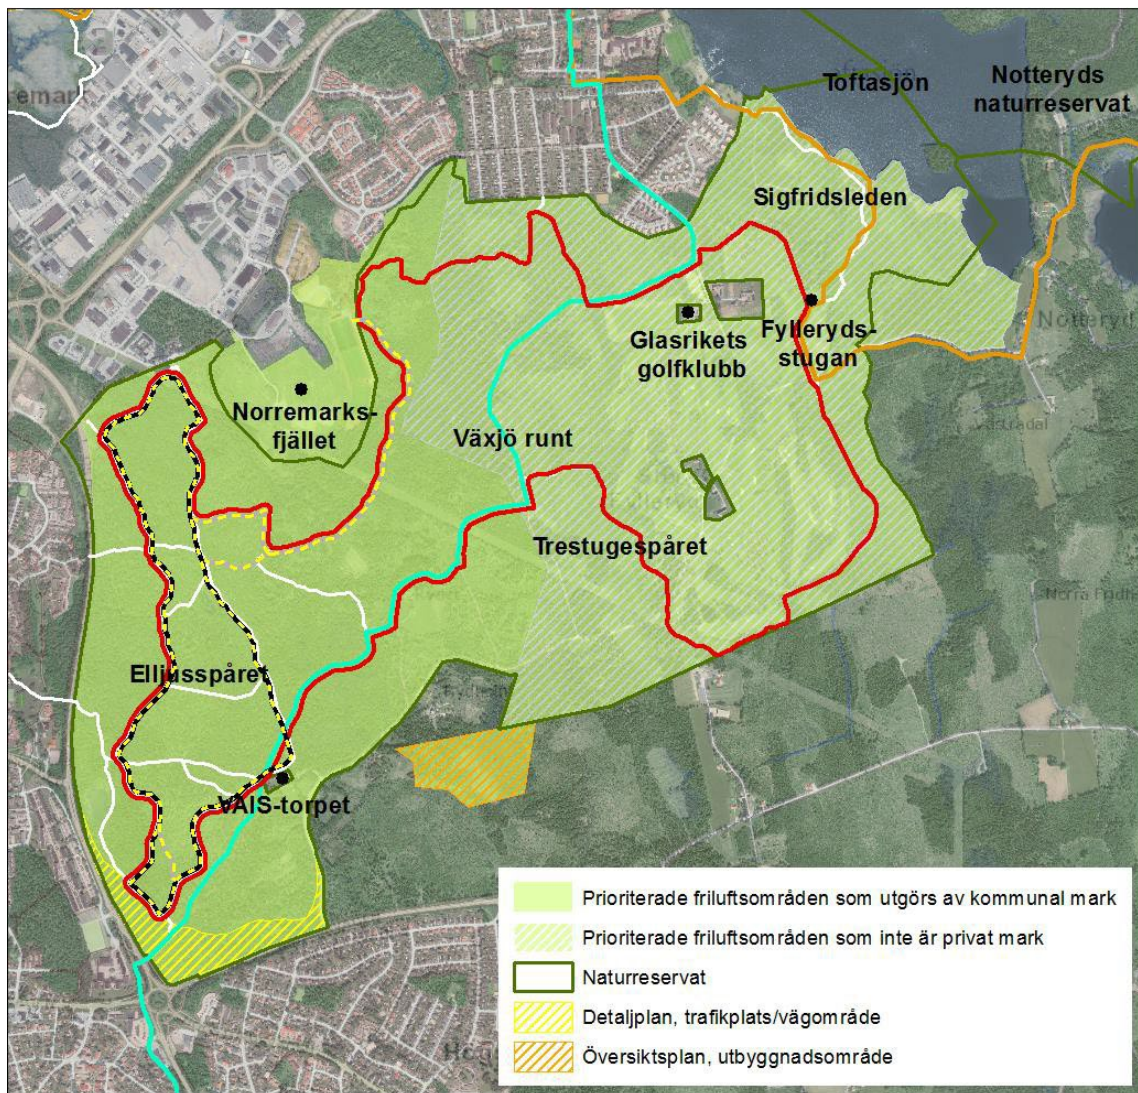 Toftasjön
Notteryds
naturreservat
Sigfridsleden
Glasrikets
golfklubb
Fylleryds-
stugan
Norremarks-
fjället
Växjö runt
Trestugespåret
Elljusspåret
VAIS-torpet
Prioriterade friluftsområden som utgörs av kommunal mark
Prioriterade friluftsområden som inte är privat mark
Naturreservat
Detaljplan, trafikplats/vägområde
Översiktsplan, utbyggnadsområde